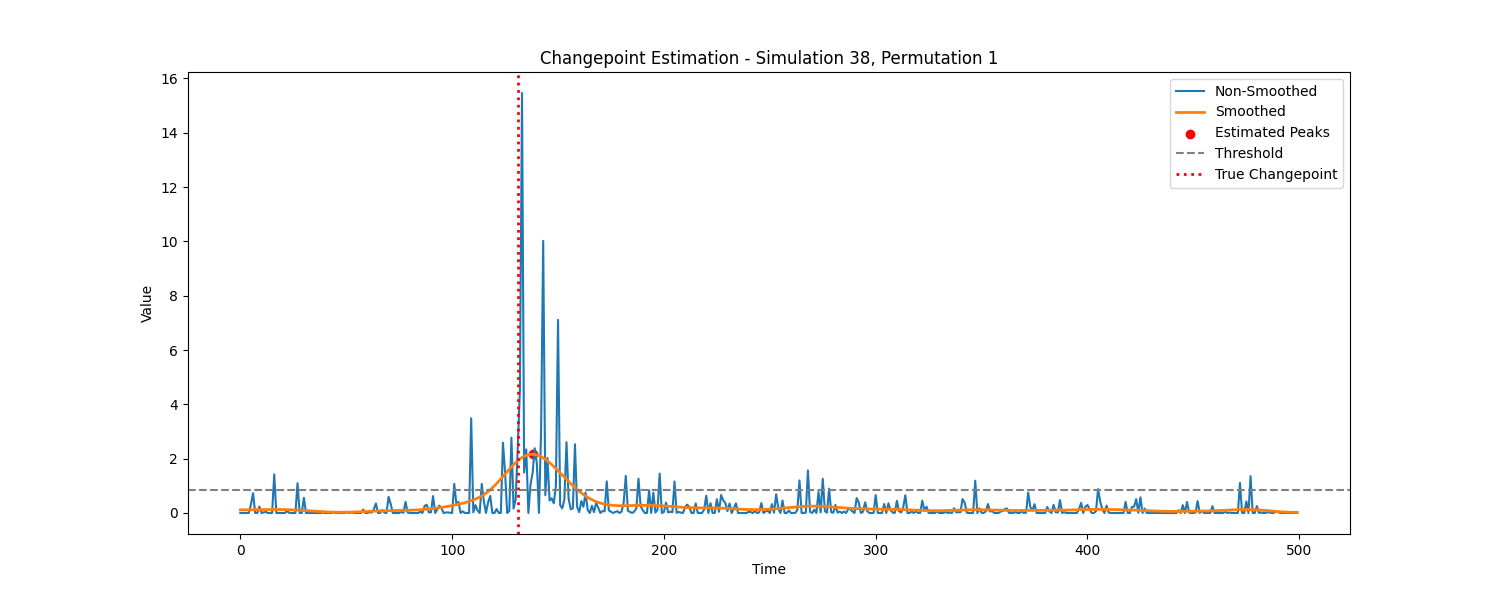 Changepoint Estimation - Simulation 38, Permutation 1
16
14
12
10
8
6
4
2
0
Value
Non-Smoothed
Smoothed
Estimated Peaks
Threshold
True Changepoint
0 100 200 300 400 500
Time